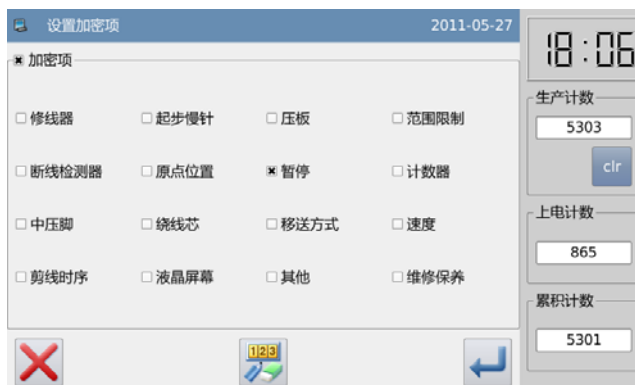 设置加密项 2011-05-27
加密项
修线器 起步慢针 压板 范围限制
断线检测器 原点位置 暂停 计数器
中压脚 绕线芯 移送方式 速度
剪线时序 液晶屏幕 其他 维修保养
123
18:06
生产计数
5303
clr
上电计数
865
累积计数
5301